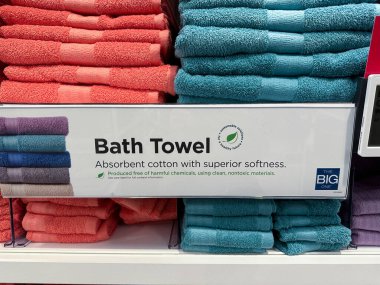 Bath Towel
Absorbent cotton with superior softness.
Produced free of harmful chemicals, using clean, nontoxic materials.
THE
BIG
ONE